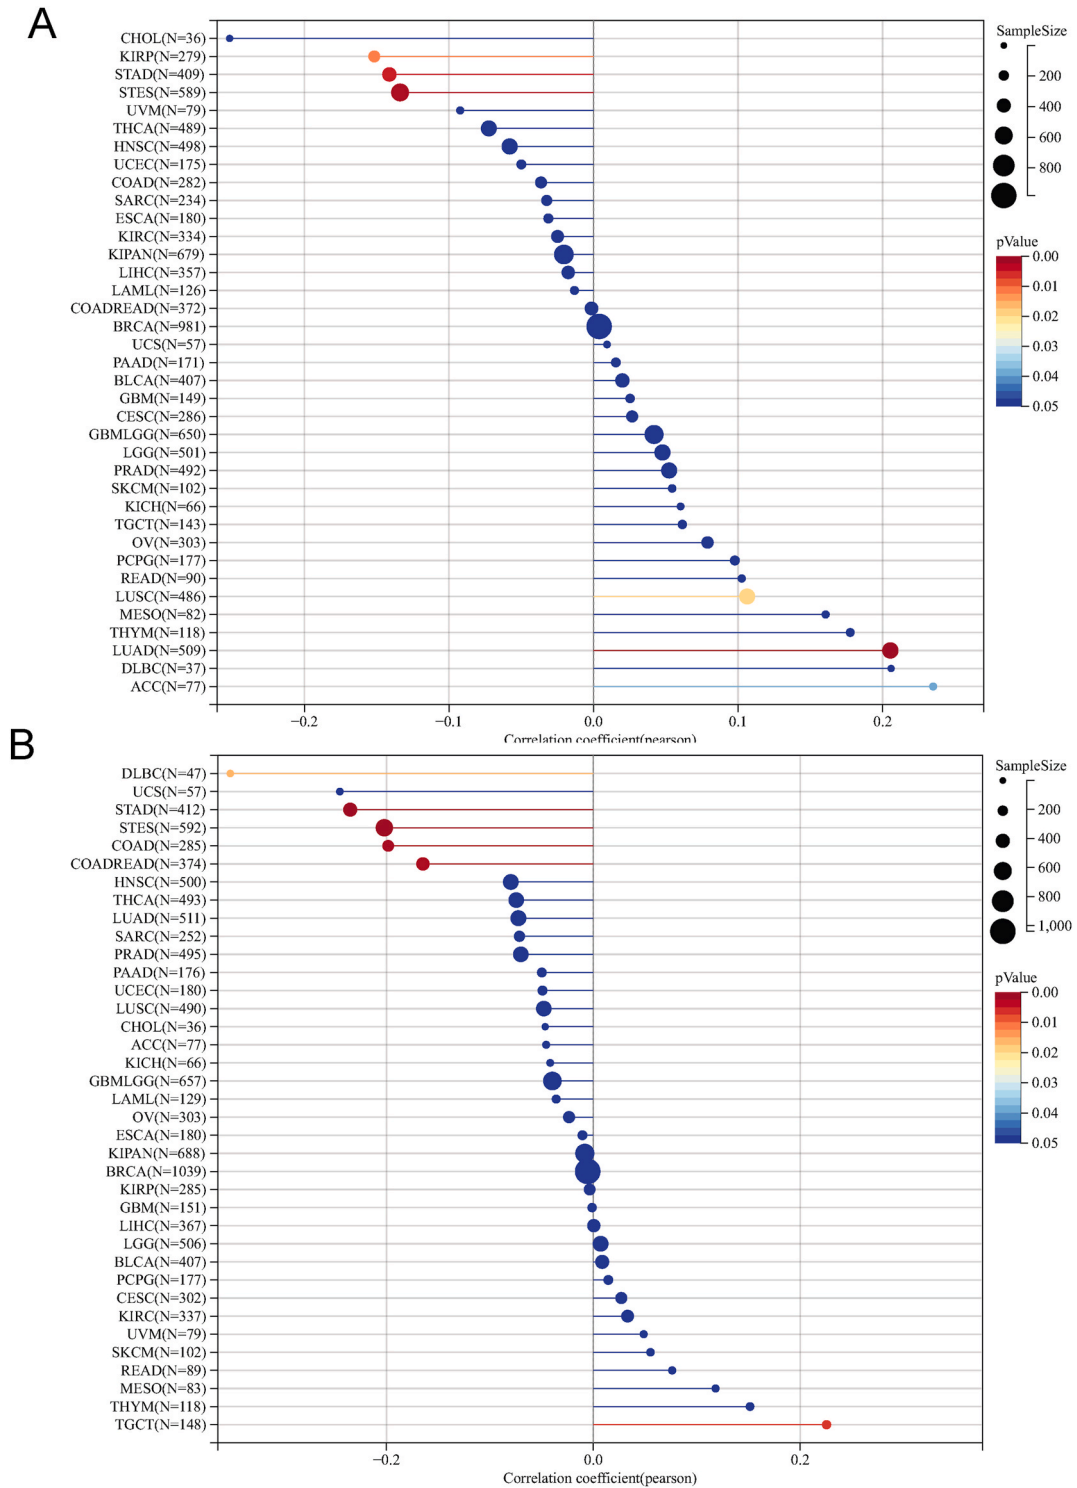 A
CHOL(N=36)
KIRP(N=279)
STAD(N=409)
STES(N=589)
UVM(N=79)
THCA(N=489)
HNSC(N=498)
UCEC(N=175)
COAD(N=282)
SARC(N=234)
ESCA(N=180)
KIRC(N=334)
KIPAN(N=679)
LIHC(N=357)
LAML(N=126)
COADREAD(N=372)
BRCA(N=981)
UCS(N=57)
PAAD(N=171)
BLCA(N=407)
GBM(N=149)
CESC(N=286)
GBMLGG(N=650)
LGG(N=501)
PRAD(N=492)
SKCM(N=102)
KICH(N=66)
TGCT(N=143)
OV(N=303)
PCPG(N=177)
READ(N=90)
LUSC(N=486)
MESO(N=82)
THYM(N=118)
LUAD(N=509)
DLBC(N=37)
ACC(N=77)
−0.2 −0.1 0.0 0.1 0.2
Correlation coefficient(pearson)
SampleSize
200
400
600
800
pValue
0.00
0.01
0.02
0.03
0.04
0.05
B
DLBC(N=47)
UCS(N=57)
STAD(N=412)
STES(N=592)
COAD(N=285)
COADREAD(N=374)
HNSC(N=500)
THCA(N=493)
LUAD(N=511)
SARC(N=252)
PRAD(N=495)
PAAD(N=176)
UCEC(N=180)
LUSC(N=490)
CHOL(N=36)
ACC(N=77)
KICH(N=66)
GBMLGG(N=657)
LAML(N=129)
OV(N=303)
ESCA(N=180)
KIPAN(N=688)
BRCA(N=1039)
KIRP(N=285)
GBM(N=151)
LIHC(N=367)
LGG(N=506)
BLCA(N=407)
PCPG(N=177)
CESC(N=302)
KIRC(N=337)
UVM(N=79)
SKCM(N=102)
READ(N=89)
MESO(N=83)
THYM(N=118)
TGCT(N=148)
−0.2 0.0 0.2
Correlation coefficient(pearson)
SampleSize
200
400
600
800
1,000
pValue
0.00
0.01
0.02
0.03
0.04
0.05